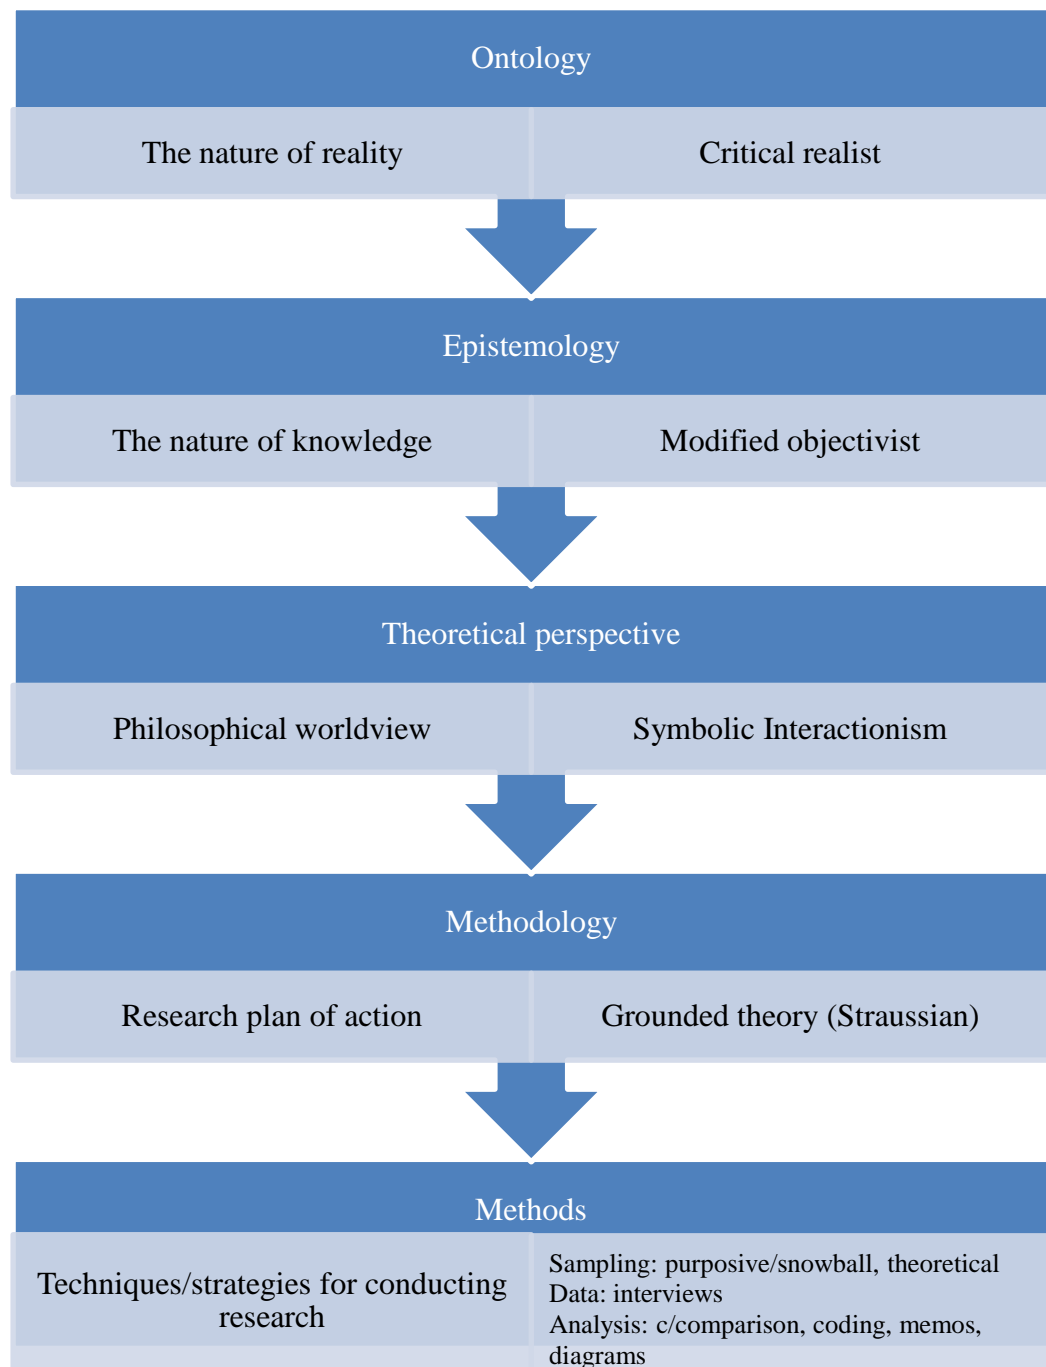 Ontology
The nature of reality
Critical realist
Epistemology
The nature of knowledge
Modified objectivist
Theoretical perspective
Philosophical worldview
Symbolic Interactionism
Methodology
Research plan of action
Grounded theory (Straussian)
Methods
Techniques/strategies for conducting
research
Sampling: purposive/snowball, theoretical
Data: interviews
Analysis: c/comparison, coding, memos,
diagrams